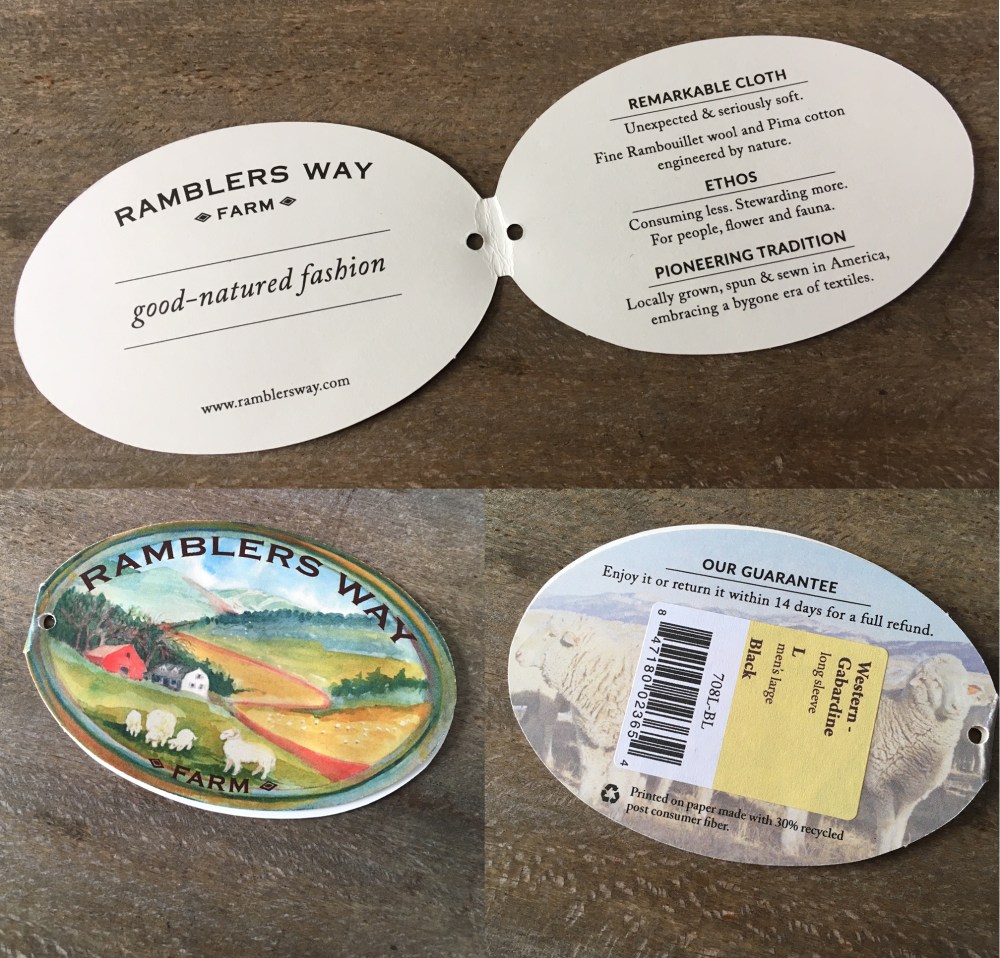 RAMBLERS WAY
FARM
good-natured fashion
www.ramblersway.com
REMARKABLE CLOTH
Unexpected & seriously soft.
Fine Rambouillet wool and Pima cotton
engineered by nature.
ETHOS
Consuming less. Stewarding more.
For people, flower and fauna.
PIONEERING TRADITION
Locally grown, spun & sewn in America,
embracing a bygone era of textiles.
RAMBLERS WAY
FARM
OUR GUARANTEE
Enjoy it or return it within 14 days for a full refund.
Western -
Gabardine
long sleeve
L
men's large
Black
708L-BL
8 47180 02365 4
Printed on paper made with 30% recycled
post consumer fiber.